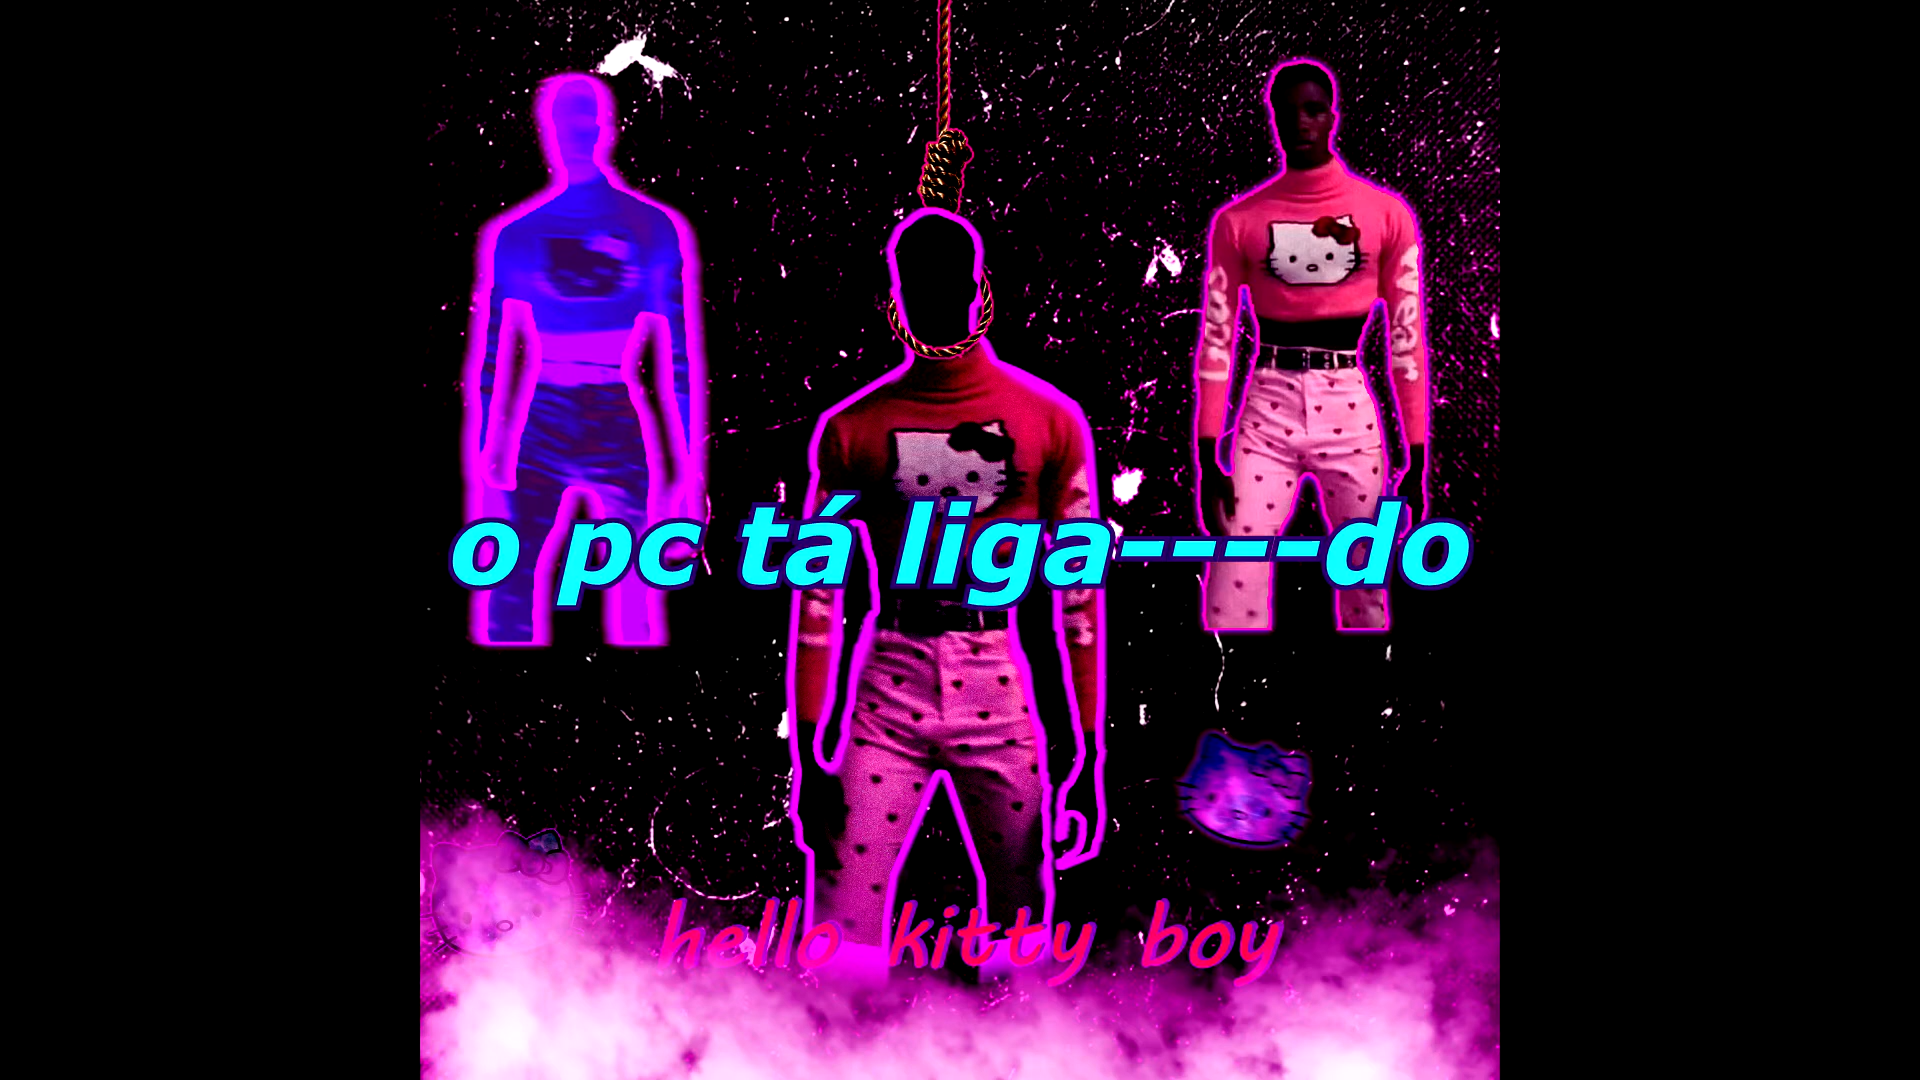 o pc tá liga----do
hello kitty boy